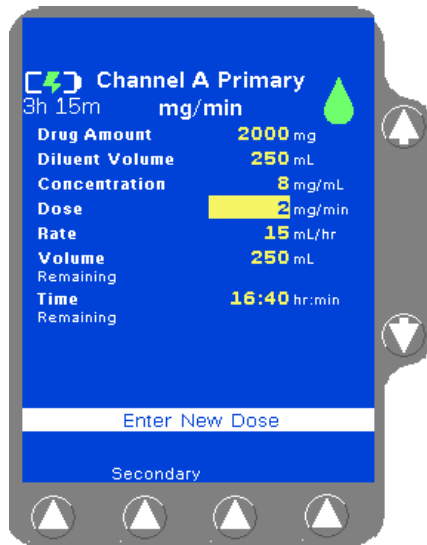 Channel A Primary
3h 15m mg/min
Drug Amount 2000 mg
Diluent Volume 250 mL
Concentration 8 mg/mL
Dose 2 mg/min
Rate 15 mL/hr
Volume 250 mL
Remaining
Time 16:40 hr:min
Remaining
Enter New Dose
Secondary